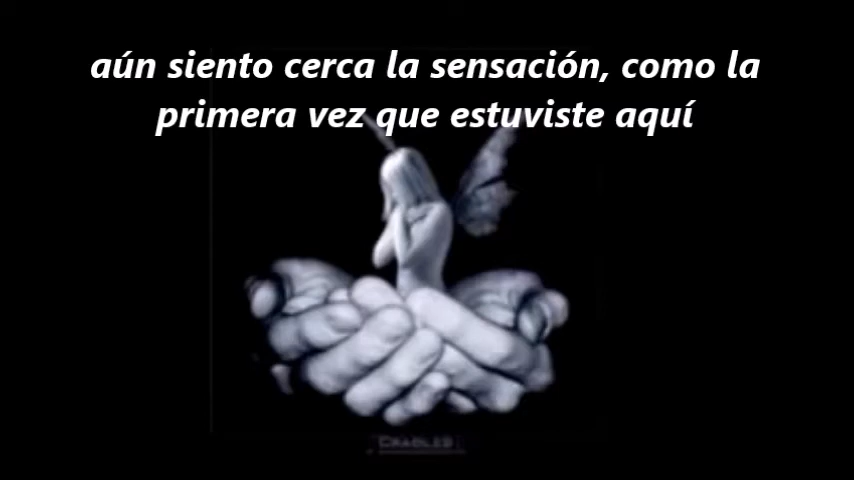 aún siento cerca la sensación, como la
primera vez que estuviste aquí